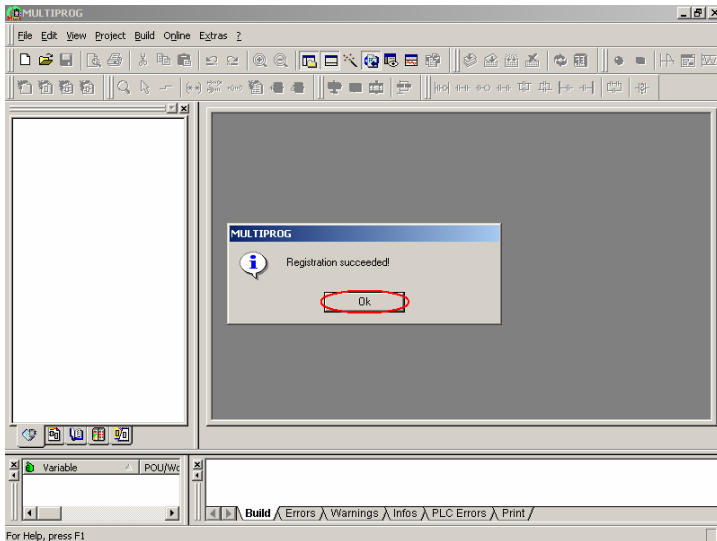 MULTIPROG
File Edit View Project Build Online Extras ?
MULTIPROG
Registration succeeded!
Ok
Variable
POU/Wo
Build Errors Warnings Infos PLC Errors Print
For Help, press F1